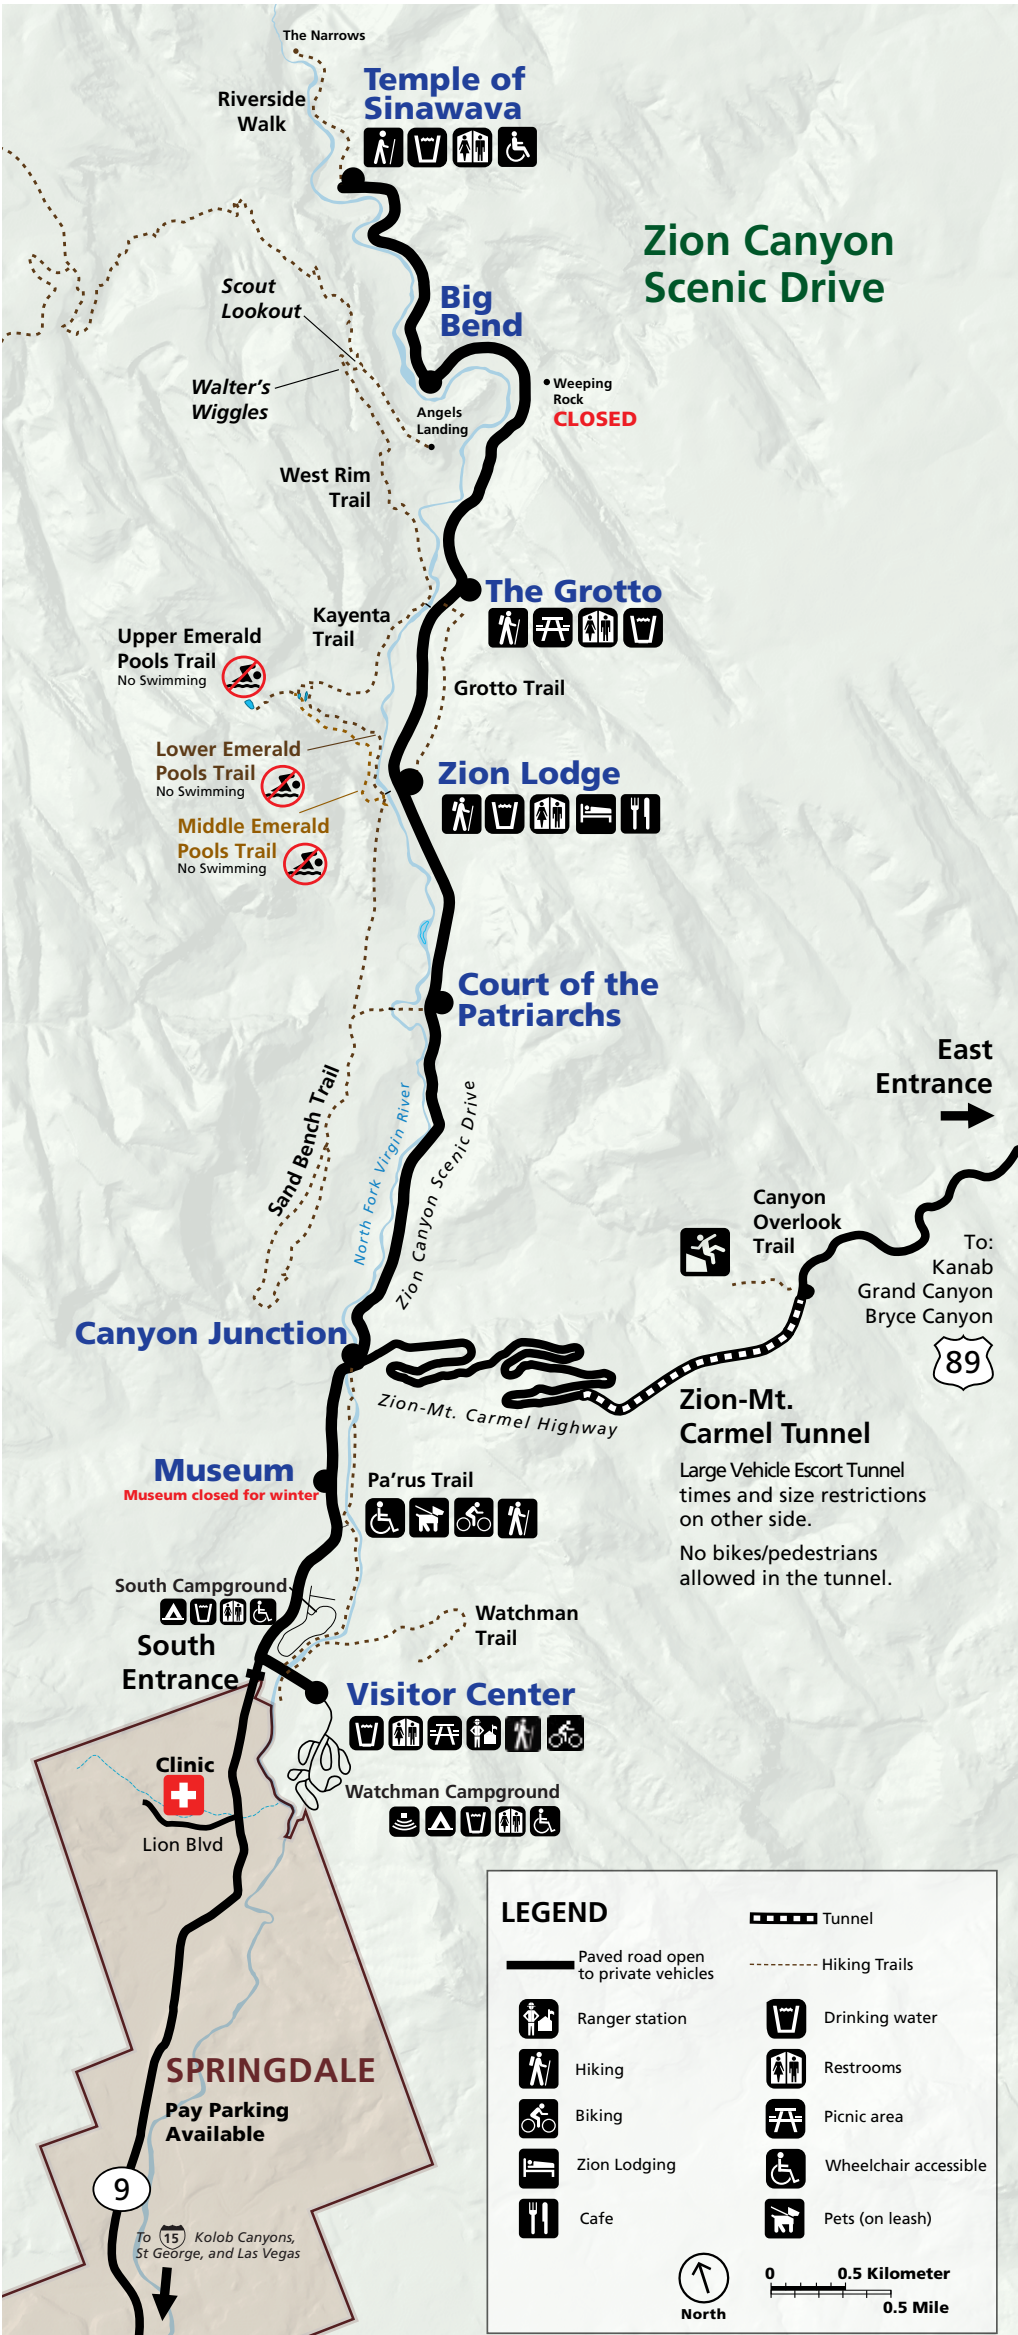 The Narrows
Riverside
Walk
Temple of
Sinawava
Zion Canyon
Scenic Drive
Scout
Lookout
Big
Bend
Walter's
Wiggles
Weeping
Rock
CLOSED
Angels
Landing
West Rim
Trail
The Grotto
Kayenta
Trail
Upper Emerald
Pools Trail
No Swimming
Grotto Trail
Lower Emerald
Pools Trail
No Swimming
Zion Lodge
Middle Emerald
Pools Trail
No Swimming
Court of the
Patriarchs
East
Entrance
Sand Bench Trail
North Fork Virgin River
Zion Canyon Scenic Drive
Canyon
Overlook
Trail
To:
Kanab
Grand Canyon
Bryce Canyon
89
Canyon Junction
Zion-Mt. Carmel Highway
Zion-Mt.
Carmel Tunnel
Large Vehicle Escort Tunnel
times and size restrictions
on other side.
No bikes/pedestrians
allowed in the tunnel.
Museum
Museum closed for winter
Pa'rus Trail
South Campground
South
Entrance
Watchman
Trail
Visitor Center
Clinic
Watchman Campground
Lion Blvd
SPRINGDALE
Pay Parking
Available
9
To 15 Kolob Canyons,
St George, and Las Vegas
LEGEND
Tunnel
Paved road open
to private vehicles
Hiking Trails
Ranger station
Drinking water
Hiking
Restrooms
Biking
Picnic area
Zion Lodging
Wheelchair accessible
Cafe
Pets (on leash)
North
0 0.5 Kilometer
0.5 Mile